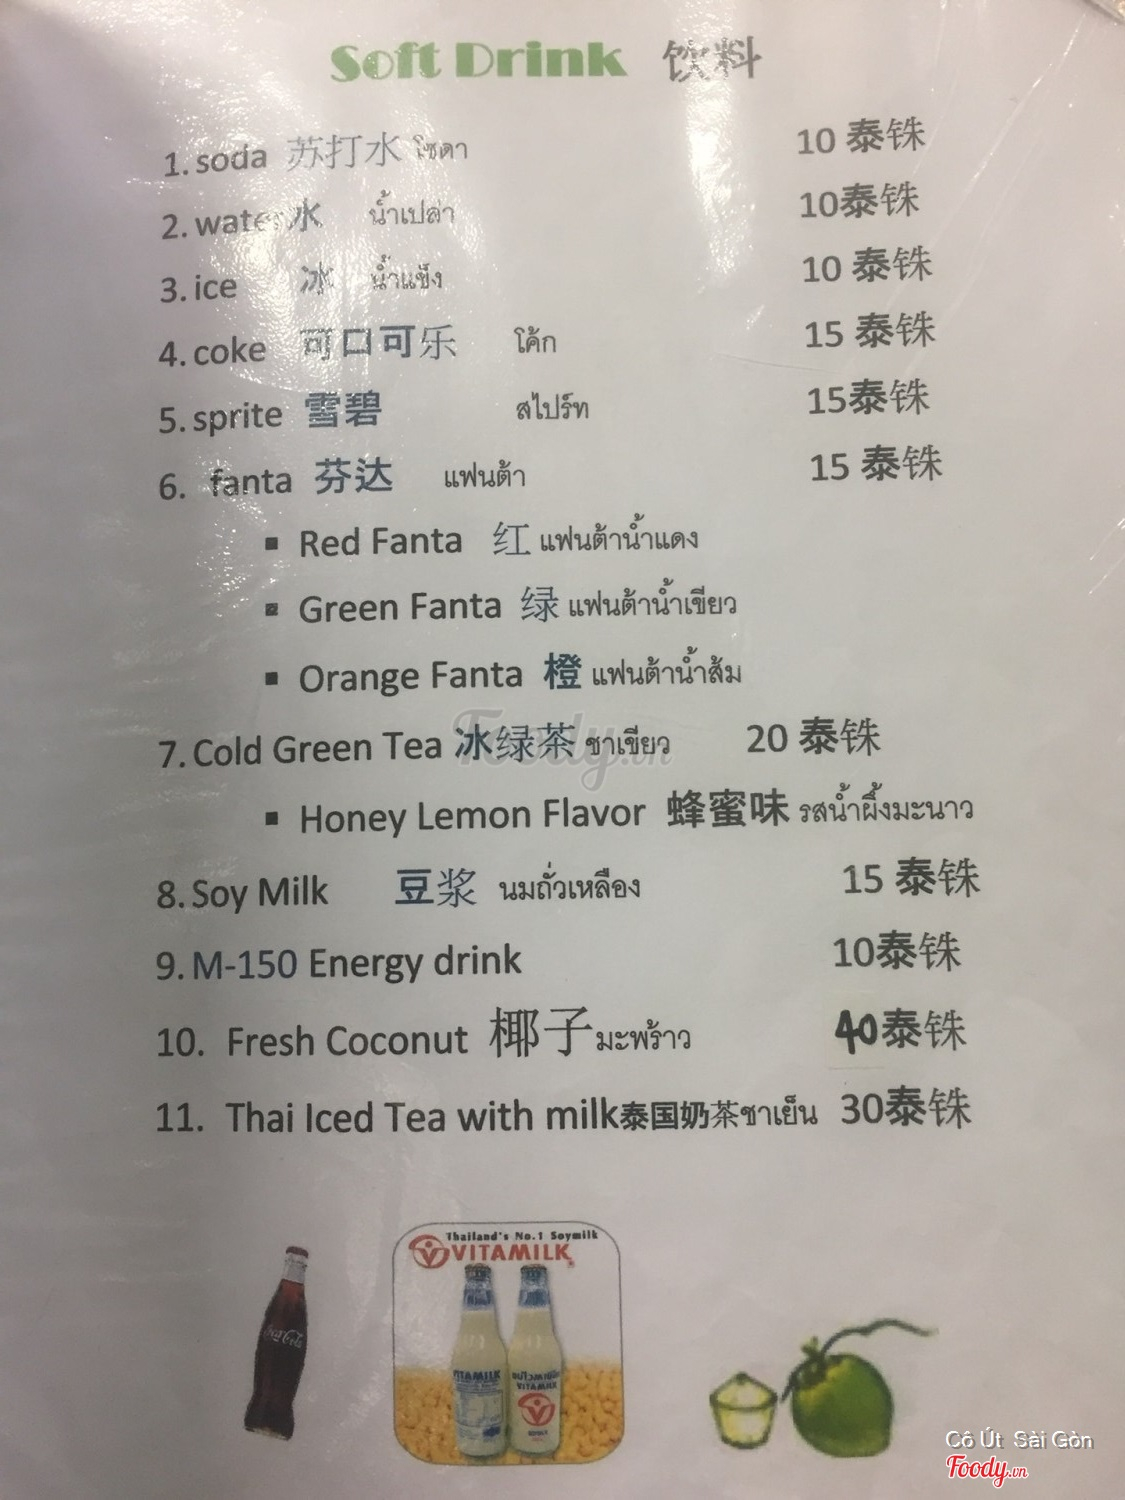 Soft Drink 饮料
1. soda 苏打水 โซดา 10 泰铢
2. water 水 น้ำเปล่า 10泰铢
3. ice 冰 น้ำแข็ง 10 泰铢
4. coke 可口可乐 โค้ก 15 泰铢
5. sprite 雪碧 สไปร์ท 15泰铢
6. fanta 芬达 แฟนต้า 15 泰铢
▪ Red Fanta 红 แฟนต้าน้ำแดง
▪ Green Fanta 绿 แฟนต้าน้ำเขียว
▪ Orange Fanta 橙 แฟนต้าน้ำส้ม
7. Cold Green Tea 冰绿茶 ชาเขียว 20 泰铢
Foody.vn
▪ Honey Lemon Flavor 蜂蜜味 รสน้ำผึ้งมะนาว
8. Soy Milk 豆浆 นมถั่วเหลือง 15 泰铢
9. M-150 Energy drink 10泰铢
10. Fresh Coconut 椰子 มะพร้าว 40泰铢
11. Thai Iced Tea with milk泰国奶茶ชาเย็น 30泰铢
Thailand's No.1 Soymilk
VITAMILK
Coca-Cola
VITAMILK
VITAMILK
Cô Út Sài Gòn
Foody.vn